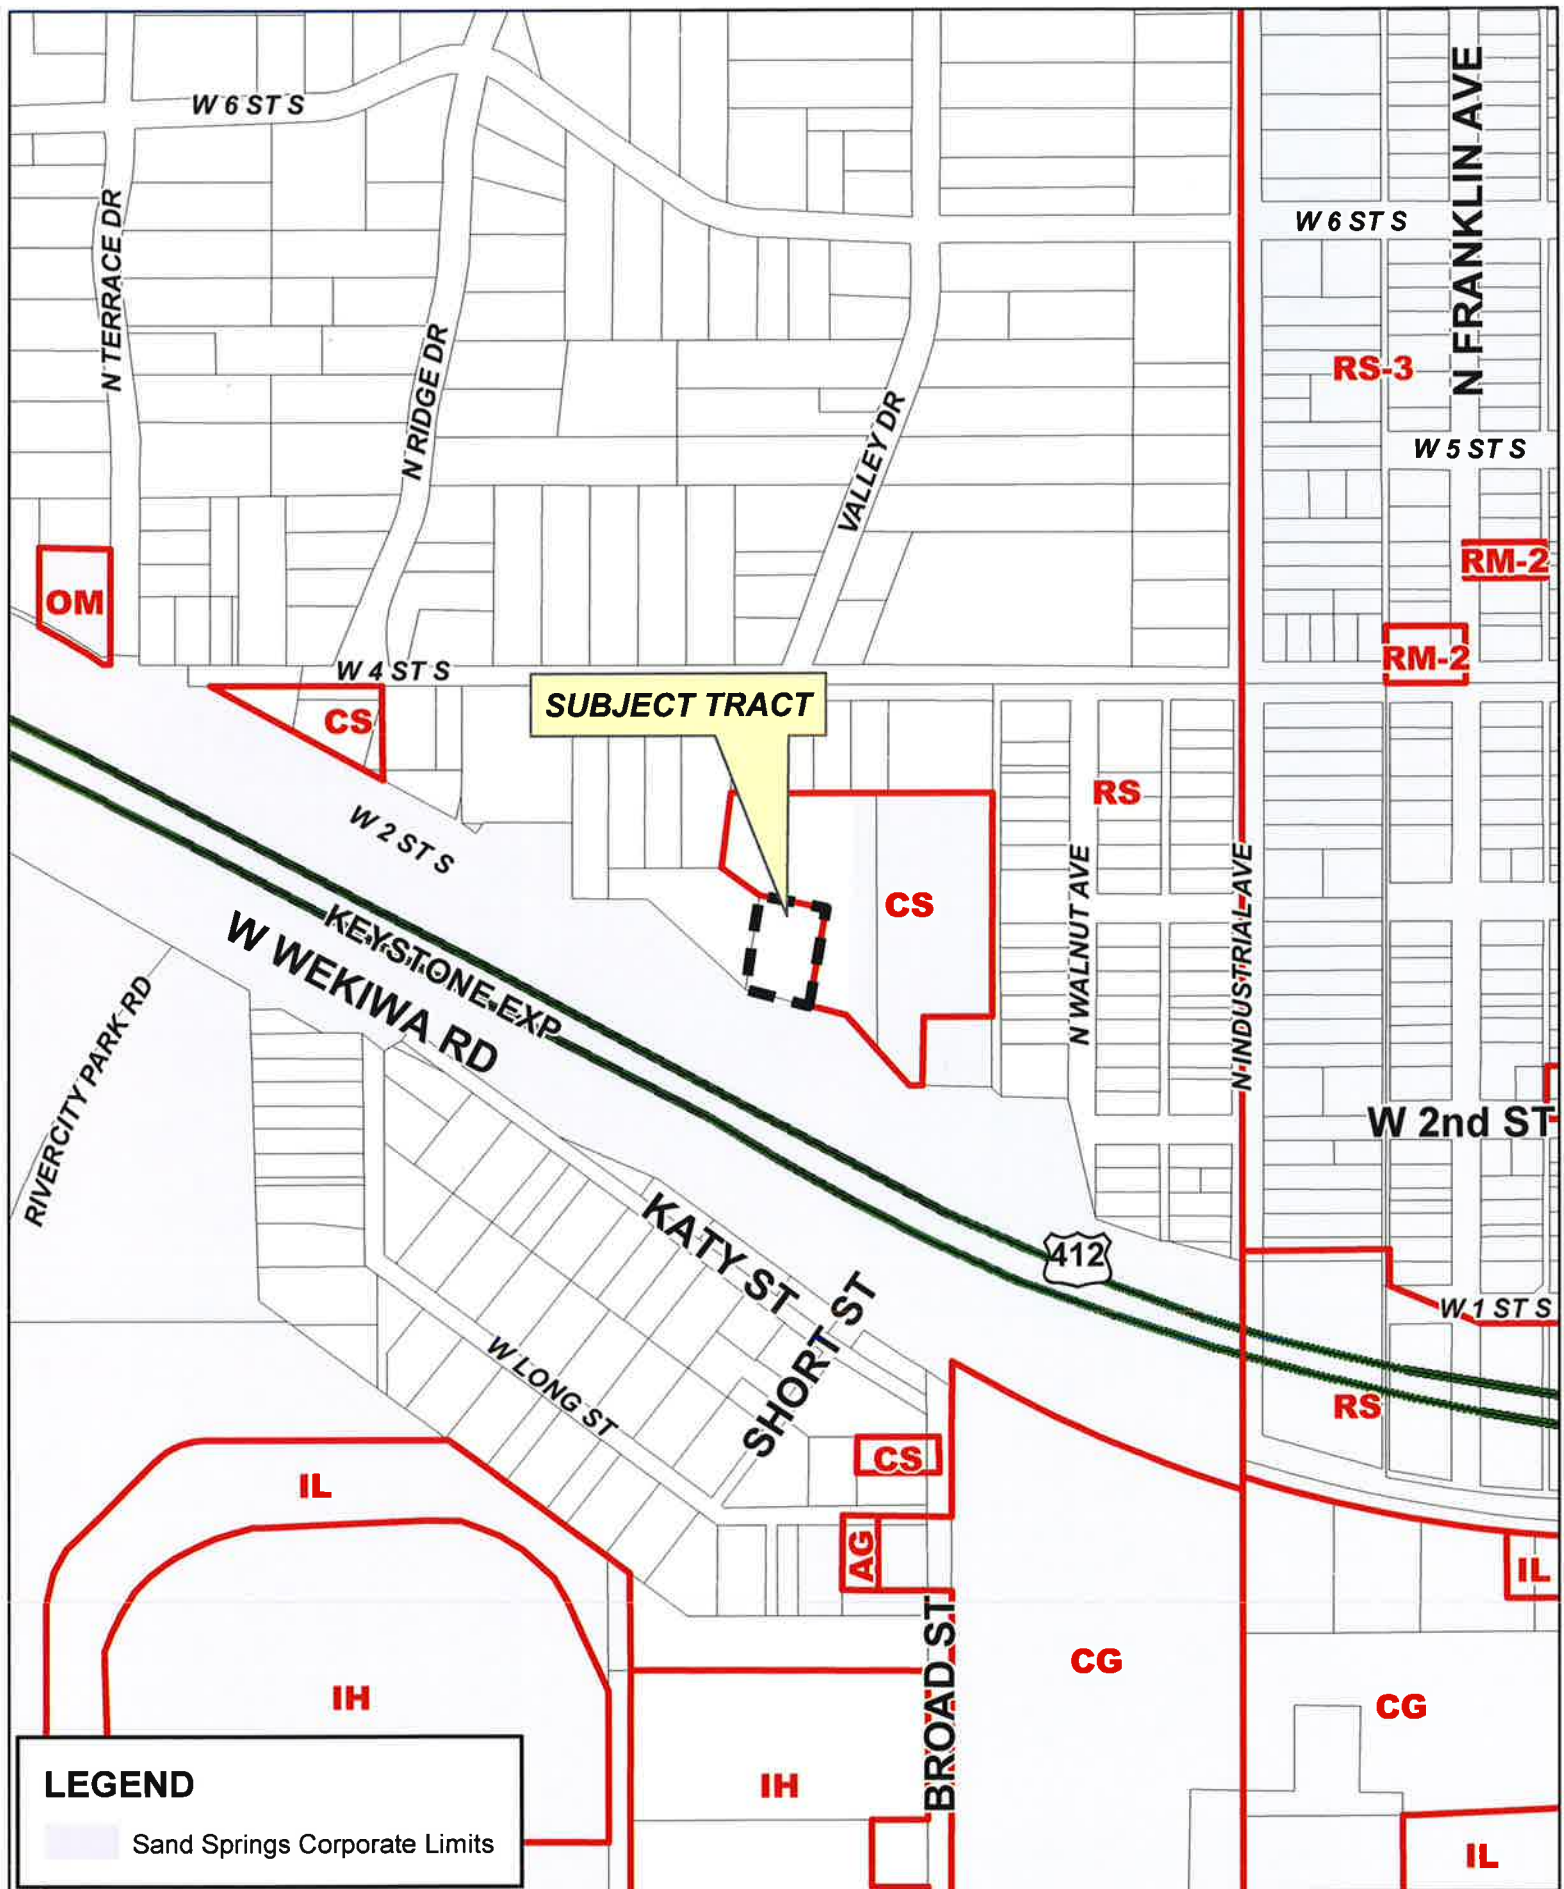 W 6 ST S
N FRANKLIN AVE
W 6 ST S
N TERRACE DR
N RIDGE DR
RS-3
VALLEY DR
W 5 ST S
RM-2
OM
RM-2
W 4 ST S
SUBJECT TRACT
CS
RS
W 2 ST S
CS
N WALNUT AVE
N INDUSTRIAL AVE
KEYSTONE EXP
W WEKIWA RD
RIVERCITY PARK RD
W 2nd ST
KATY ST
412
SHORT ST
W 1 ST S
W LONG ST
RS
CS
IL
AG
IL
BROAD ST
CG
IH
CG
IH
LEGEND
Sand Springs Corporate Limits
IL